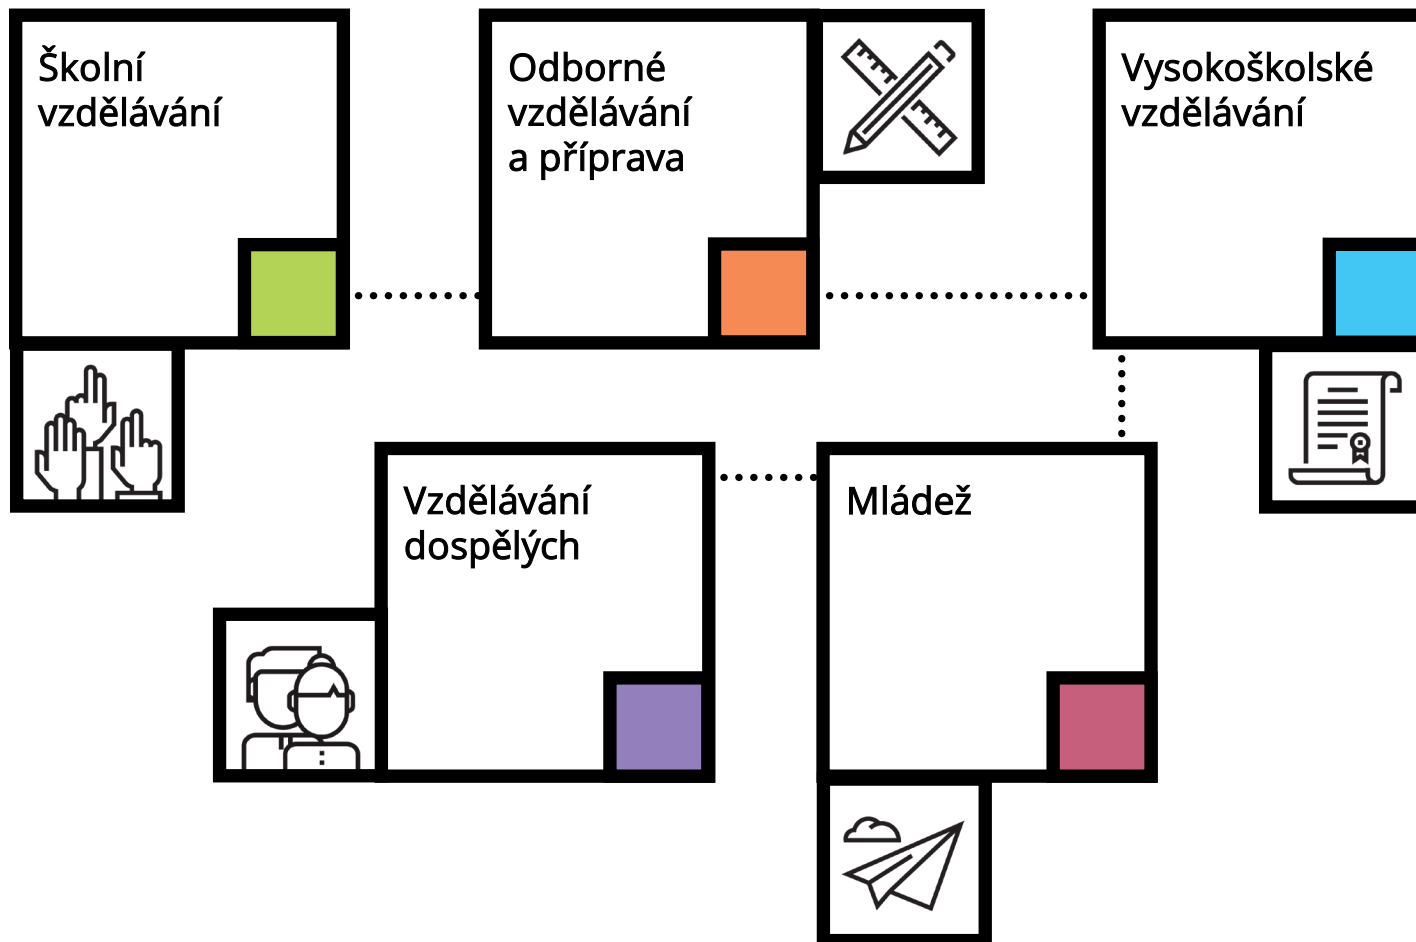 Školní
vzdělávání
Odborné
vzdělávání
a příprava
Vysokoškolské
vzdělávání
Vzdělávání
dospělých
Mládež